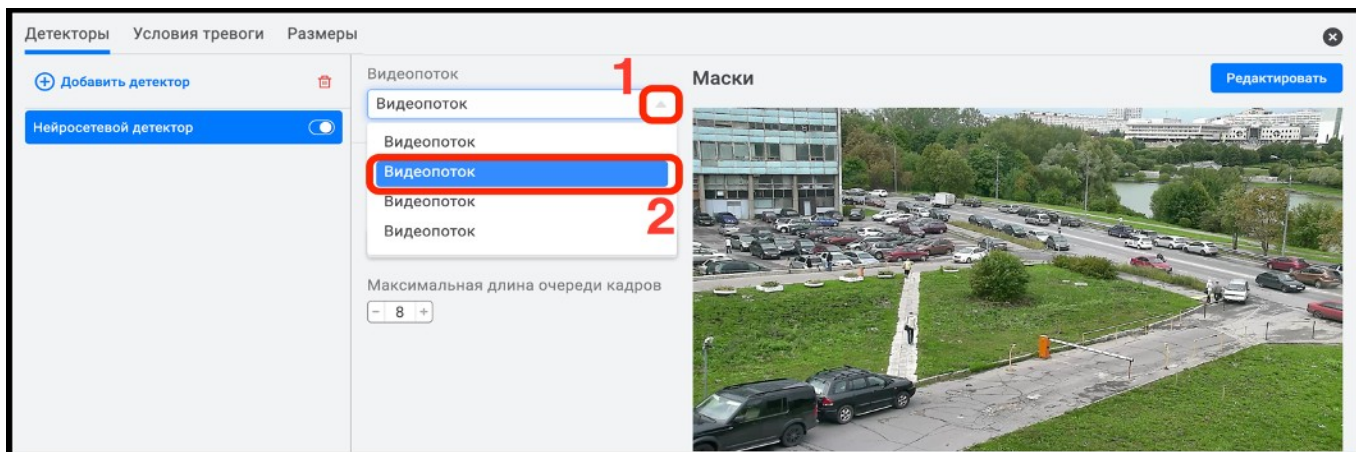 Детекторы Условия тревоги Размеры
Добавить детектор
Нейросетевой детектор
Видеопоток
1
Видеопоток
Видеопоток
Видеопоток
Видеопоток
2
Видеопоток
Максимальная длина очереди кадров
- 8 +
Маски
Редактировать